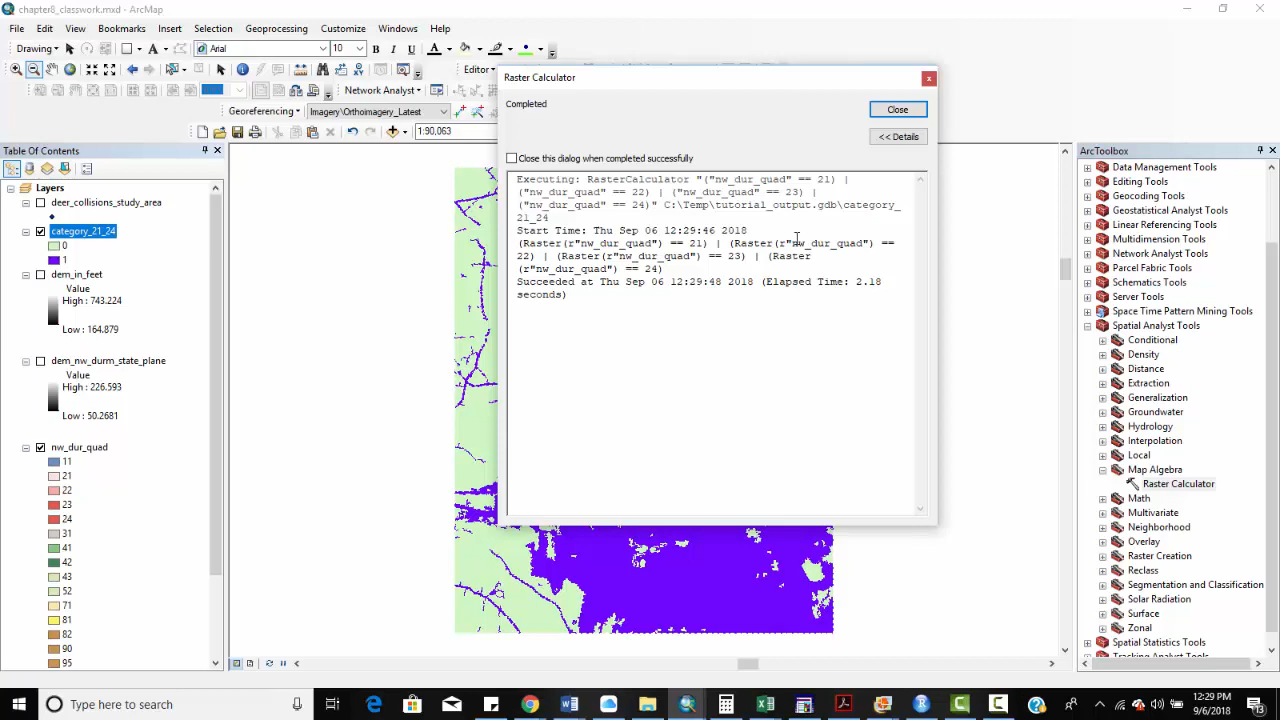 chapter8_classwork.mxd - ArcMap
File Edit View Bookmarks Insert Selection Geoprocessing Customize Windows Help
Drawing Arial 10 B I U A
Editor
Network Analyst
Georeferencing Imagery\Orthoimagery_Latest
1:90,063
Table Of Contents
Layers
deer_collisions_study_area
category_21_24
0
1
dem_in_feet
Value
High : 743.224
Low : 164.879
dem_nw_durm_state_plane
Value
High : 226.593
Low : 50.2681
nw_dur_quad
11
21
22
23
24
31
41
42
43
52
71
81
82
90
95
Raster Calculator
Completed
Close
<< Details
Close this dialog when completed successfully
Executing: RasterCalculator "("nw_dur_quad" == 21) |
("nw_dur_quad" == 22) | ("nw_dur_quad" == 23) |
("nw_dur_quad" == 24)" C:\Temp\tutorial_output.gdb\category_
21_24
Start Time: Thu Sep 06 12:29:46 2018
(Raster(r"nw_dur_quad") == 21) | (Raster(r"nw_dur_quad") ==
22) | (Raster(r"nw_dur_quad") == 23) | (Raster
(r"nw_dur_quad") == 24)
Succeeded at Thu Sep 06 12:29:48 2018 (Elapsed Time: 2.18
seconds)
ArcToolbox
Data Management Tools
Editing Tools
Geocoding Tools
Geostatistical Analyst Tools
Linear Referencing Tools
Multidimension Tools
Network Analyst Tools
Parcel Fabric Tools
Schematics Tools
Server Tools
Space Time Pattern Mining Tools
Spatial Analyst Tools
Conditional
Density
Distance
Extraction
Generalization
Groundwater
Hydrology
Interpolation
Local
Map Algebra
Raster Calculator
Math
Multivariate
Neighborhood
Overlay
Raster Creation
Reclass
Segmentation and Classification
Solar Radiation
Surface
Zonal
Spatial Statistics Tools
Tracking Analyst Tools
Type here to search
12:29 PM
9/6/2018
13